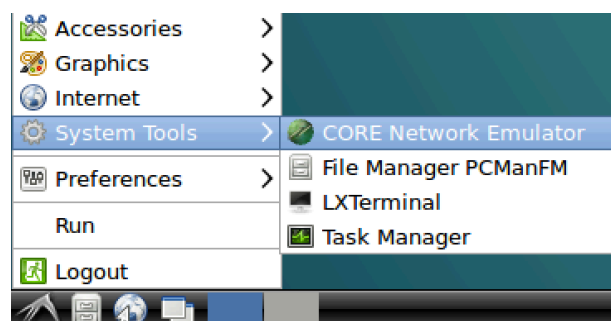 Accessories
Graphics
Internet
System Tools
Preferences
Run
Logout
CORE Network Emulator
File Manager PCManFM
LXTerminal
Task Manager